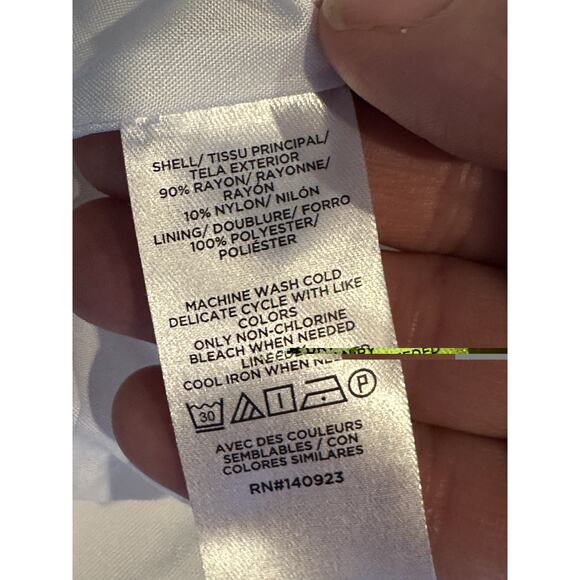 SHELL/ TISSU PRINCIPAL/
TELA EXTERIOR
90% RAYON/ RAYONNE/
RAYÓN
10% NYLON/ NILÓN
LINING/ DOUBLURE/ FORRO
100% POLYESTER/
POLIÉSTER
MACHINE WASH COLD
DELICATE CYCLE WITH LIKE
COLORS
ONLY NON-CHLORINE
BLEACH WHEN NEEDED
LINE
COOL IRON WHEN
30
P
AVEC DES COULEURS
SEMBLABLES / CON
COLORES SIMILARES
RN#140923